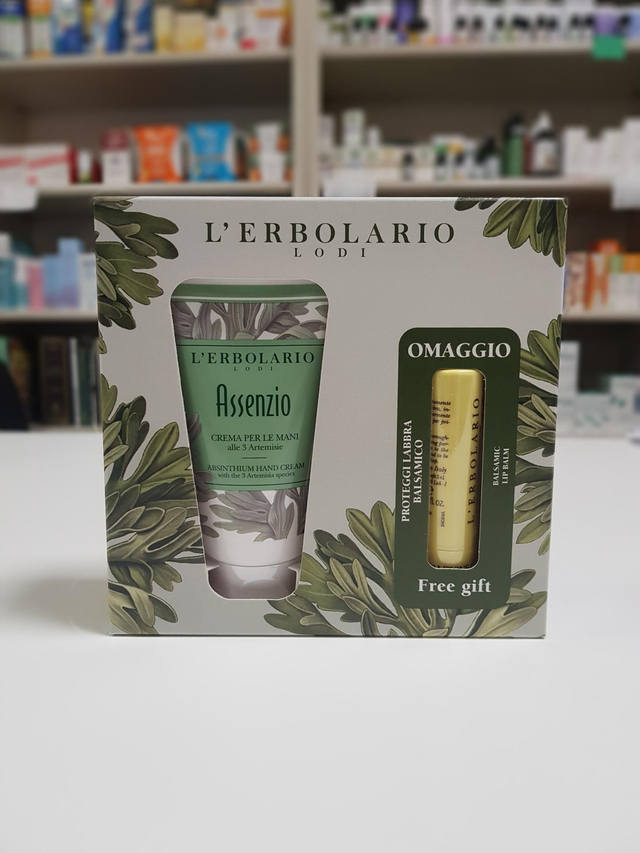 L'ERBOLARIO
LODI
L'ERBOLARIO
LODI
Assenzio
CREMA PER LE MANI
alle 3 Artemisie
ABSINTHIUM HAND CREAM
with the 3 Artemisia species
OMAGGIO
PROTEGGI LABBRA
BALSAMICO
L'ERBOLARIO
BALSAMIC
LIP BALM
Free gift